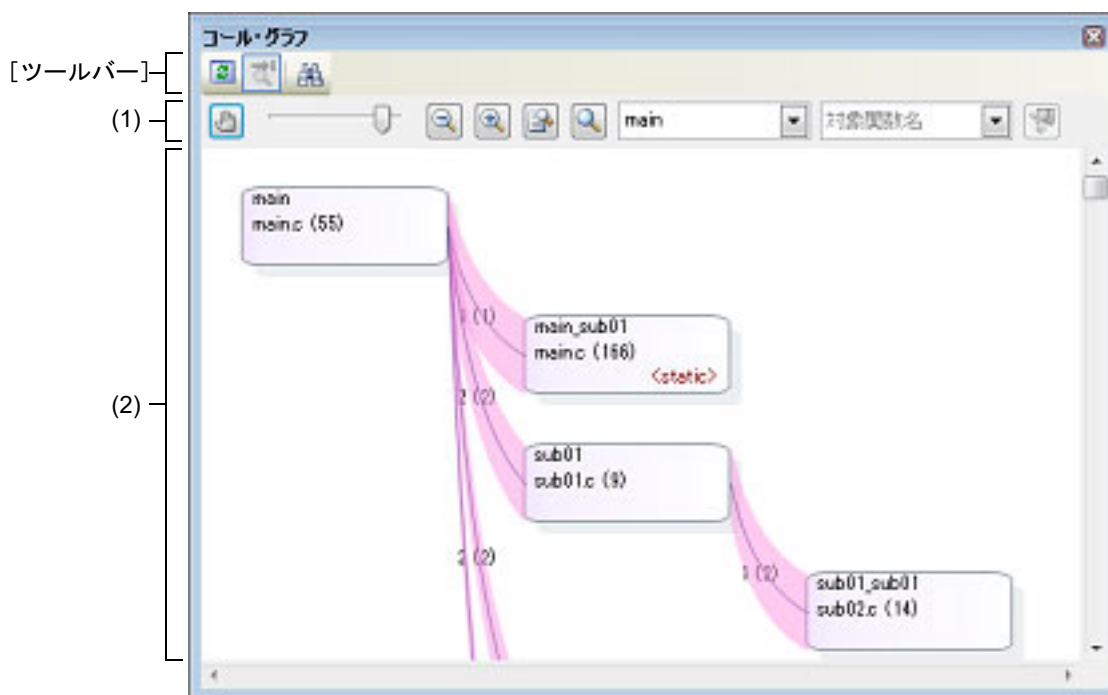 コール・グラフ
[ツールバー]
(1)
main
対象関数名
(2)
main
main.c (55)
1 (1)
main_sub01
main.c (166)
<static>
2 (2)
sub01
sub01.c (9)
2 (2)
sub01_sub01
sub02.c (14)